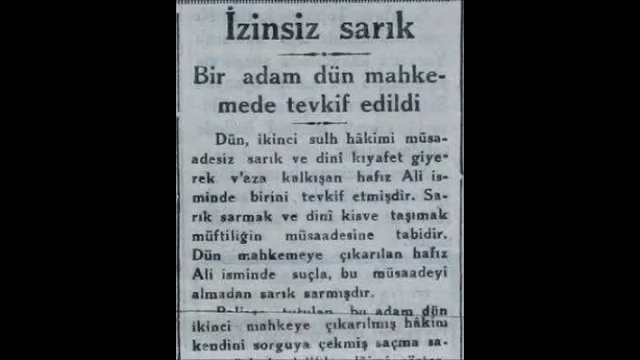 İzinsiz sarık
Bir adam dün mahke-
mede tevkif edildi
Dün, ikinci sulh hâkimi müsa-
adesiz sarık ve dinî kıyafet giye-
rek v'aza kalkışan hafız Ali is-
minde birini tevkif etmişdir. Sa-
rık sarmak ve dinî kisve taşımak
müftiliğin müsaadesine tabidir.
Dün mahkemeye çıkarılan hafız
Ali isminde suçlu, bu müsaadeyi
almadan sarık sarmışdır.
bu adam dün
ikinci mahkeye çıkarılmış hâkim
kendini sorguya çekmiş saçma sa-